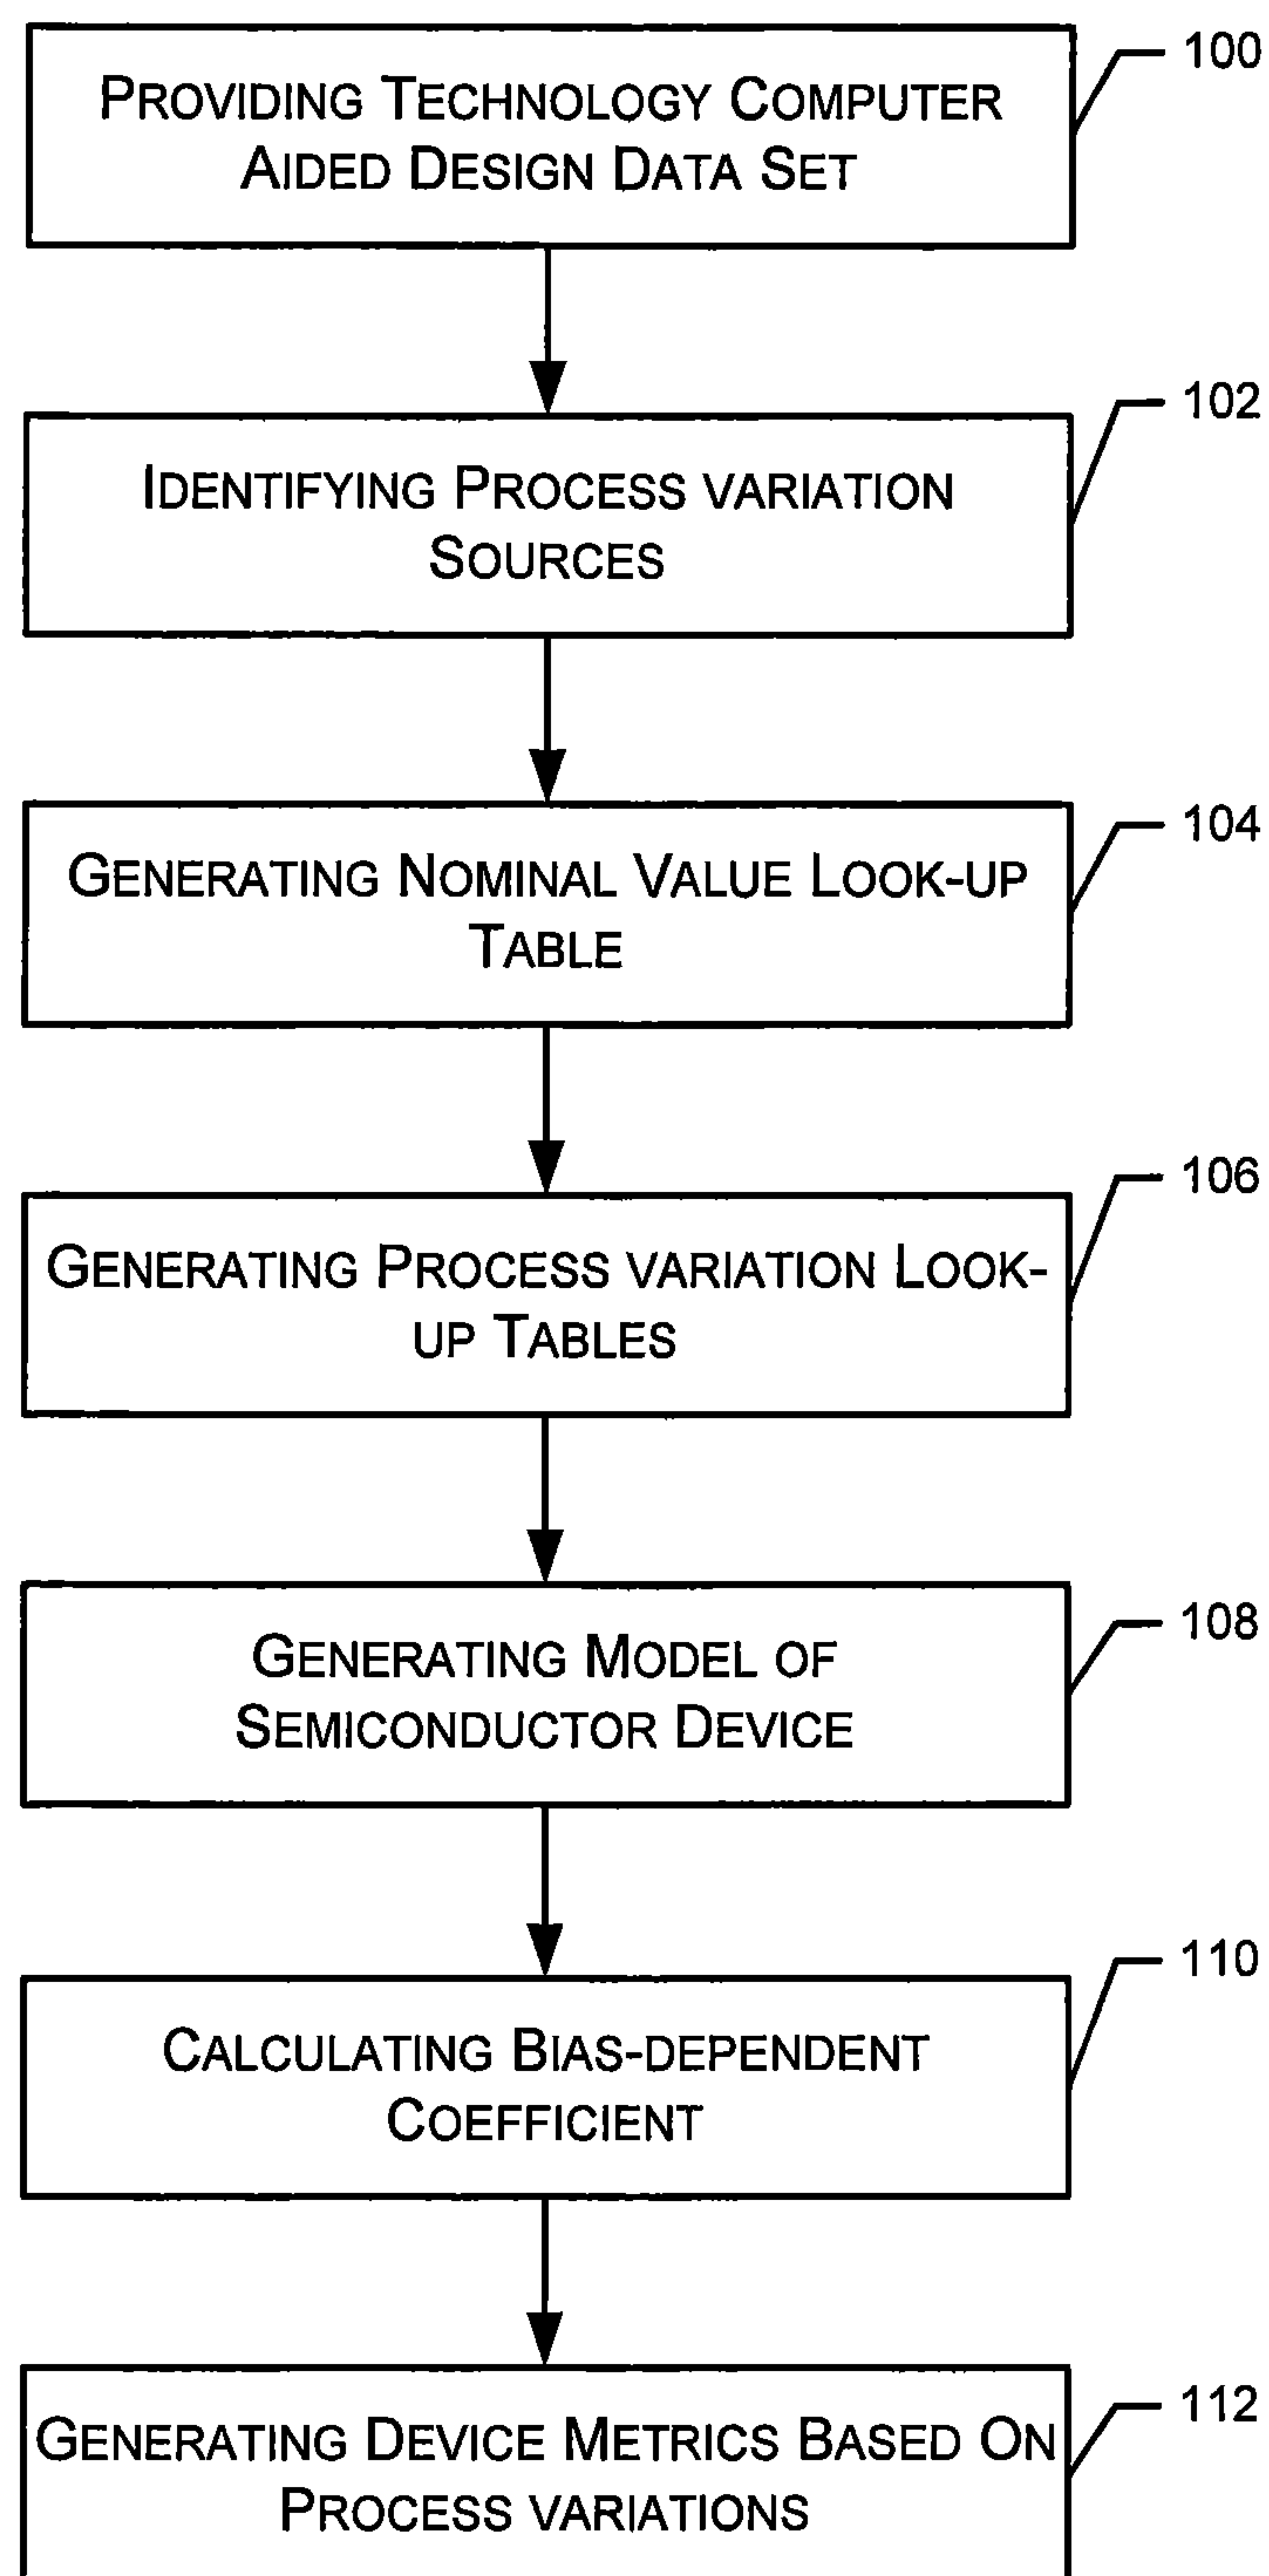 PROVIDING TECHNOLOGY COMPUTER
AIDED DESIGN DATA SET
100
IDENTIFYING PROCESS VARIATION
SOURCES
102
GENERATING NOMINAL VALUE LOOK-UP
TABLE
104
GENERATING PROCESS VARIATION LOOK-
UP TABLES
106
GENERATING MODEL OF
SEMICONDUCTOR DEVICE
108
CALCULATING BIAS-DEPENDENT
COEFFICIENT
110
GENERATING DEVICE METRICS BASED ON
PROCESS VARIATIONS
112